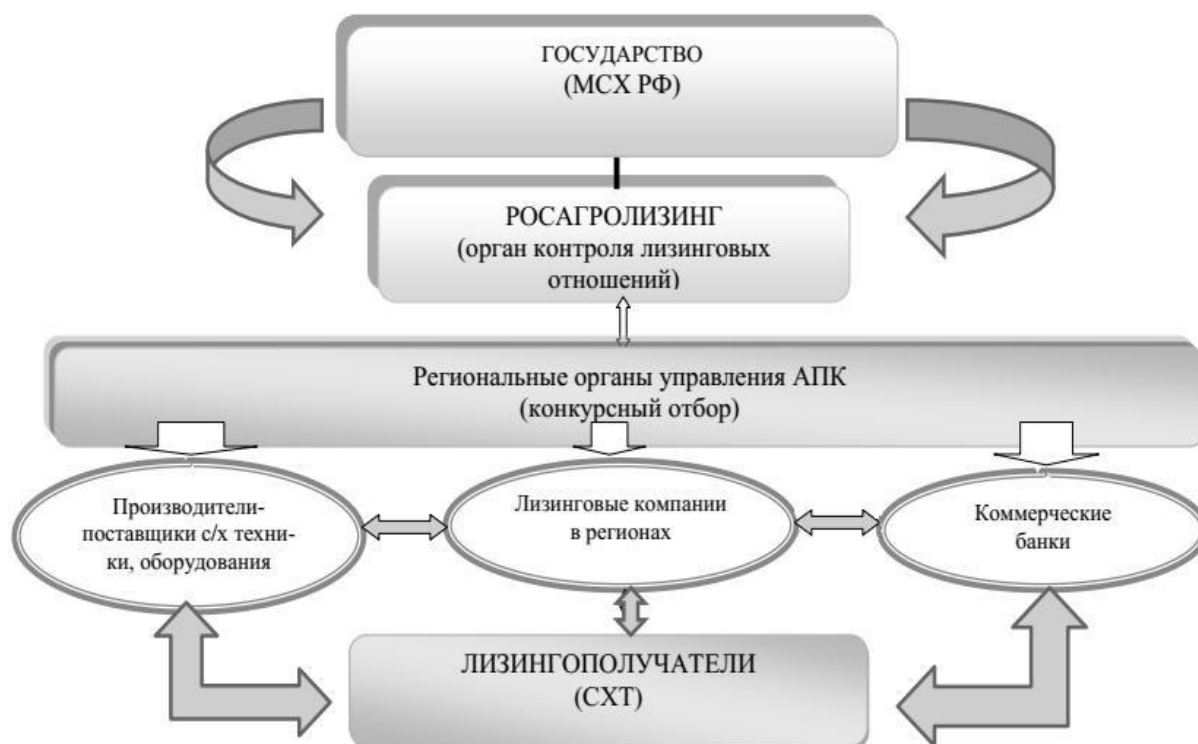 ГОСУДАРСТВО
(МСХ РФ)
РОСАГРОЛИЗИНГ
(орган контроля лизинговых
отношений)
Региональные органы управления АПК
(конкурсный отбор)
Производители-
поставщики с/х техни-
ки, оборудования
Лизинговые компании
в регионах
Коммерческие
банки
ЛИЗИНГОПОЛУЧАТЕЛИ
(СХТ)